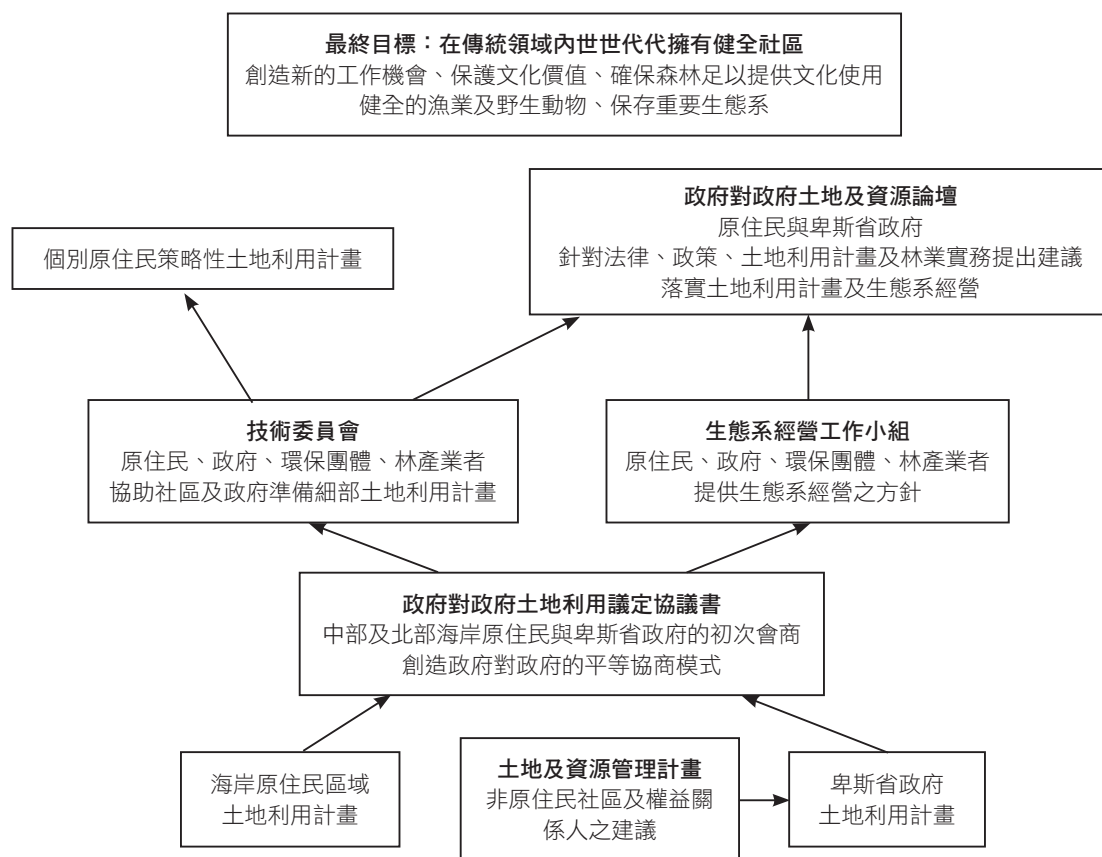 最終目標：在傳統領域內世世代代擁有健全社區
創造新的工作機會、保護文化價值、確保森林足以提供文化使用
健全的漁業及野生動物、保存重要生態系
政府對政府土地及資源論壇
原住民與卑斯省政府
針對法律、政策、土地利用計畫及林業實務提出建議
落實土地利用計畫及生態系經營
個別原住民策略性土地利用計畫
技術委員會
原住民、政府、環保團體、林產業者
協助社區及政府準備細部土地利用計畫
生態系經營工作小組
原住民、政府、環保團體、林產業者
提供生態系經營之方針
政府對政府土地利用議定協議書
中部及北部海岸原住民與卑斯省政府的初次會商
創造政府對政府的平等協商模式
海岸原住民區域
土地利用計畫
土地及資源管理計畫
非原住民社區及權益關
係人之建議
卑斯省政府
土地利用計畫